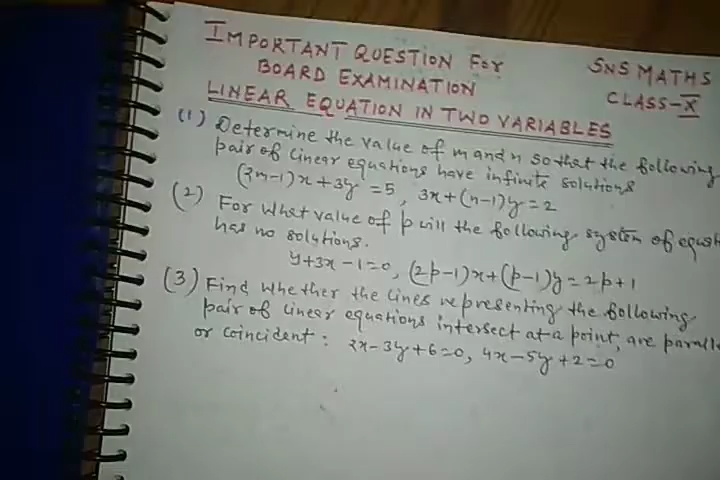 IMPORTANT QUESTION For
BOARD EXAMINATION
LINEAR EQUATION IN TWO VARIABLES
SNS MATHS
CLASS-X
(1) Determine the value of m and n so that the following
pair of linear equations have infinite solutions
(2m-1)x+3y=5, 3x+(n-1)y=2
(2) For what value of p will the following system of equati
has no solutions.
y+3x-1=0, (2p-1)x+(p-1)y=2p+1
(3) Find whether the lines representing the following
pair of linear equations intersect at a point, are parall
or coincident: 2x-3y+6=0, 4x-5y+2=0